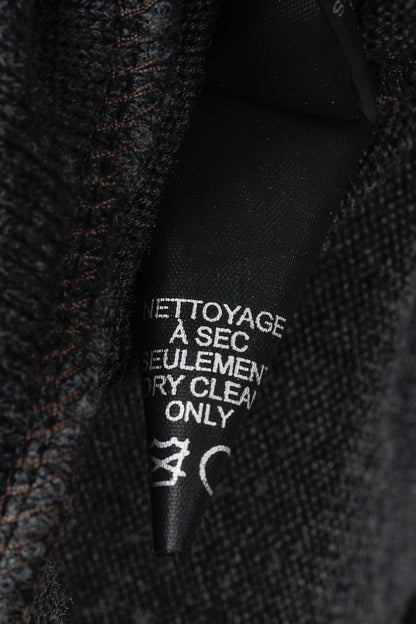 NETTOYAGE
À SEC
SEULEMENT
DRY CLEAN
ONLY